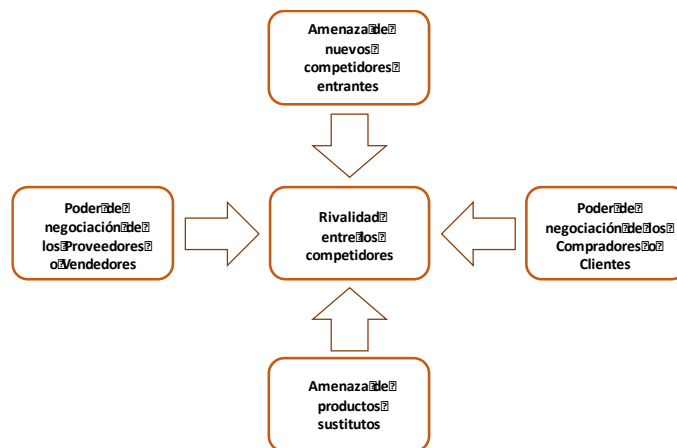 Amenaza de
nuevos
competidores
entrantes
Poder de
negociación de
los Proveedores
o Vendedores
Rivalidad
entre los
competidores
Poder de
negociación de los
Compradores o
Clientes
Amenaza de
productos
sustitutos